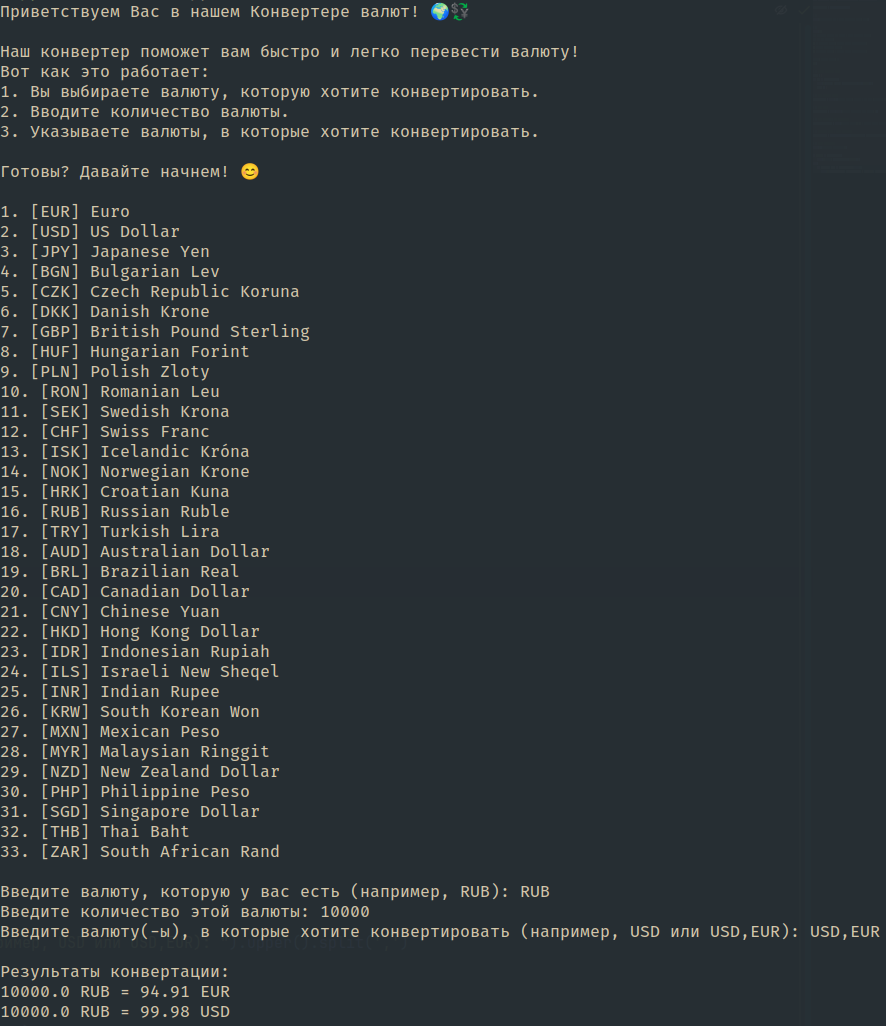 Приветствуем Вас в нашем Конвертере валют! 🌍💱
Наш конвертер поможет вам быстро и легко перевести валюту!
Вот как это работает:
1. Вы выбираете валюту, которую хотите конвертировать.
2. Вводите количество валюты.
3. Указываете валюты, в которые хотите конвертировать.
Готовы? Давайте начнем! 😊
1. [EUR] Euro
2. [USD] US Dollar
3. [JPY] Japanese Yen
4. [BGN] Bulgarian Lev
5. [CZK] Czech Republic Koruna
6. [DKK] Danish Krone
7. [GBP] British Pound Sterling
8. [HUF] Hungarian Forint
9. [PLN] Polish Zloty
10. [RON] Romanian Leu
11. [SEK] Swedish Krona
12. [CHF] Swiss Franc
13. [ISK] Icelandic Króna
14. [NOK] Norwegian Krone
15. [HRK] Croatian Kuna
16. [RUB] Russian Ruble
17. [TRY] Turkish Lira
18. [AUD] Australian Dollar
19. [BRL] Brazilian Real
20. [CAD] Canadian Dollar
21. [CNY] Chinese Yuan
22. [HKD] Hong Kong Dollar
23. [IDR] Indonesian Rupiah
24. [ILS] Israeli New Sheqel
25. [INR] Indian Rupee
26. [KRW] South Korean Won
27. [MXN] Mexican Peso
28. [MYR] Malaysian Ringgit
29. [NZD] New Zealand Dollar
30. [PHP] Philippine Peso
31. [SGD] Singapore Dollar
32. [THB] Thai Baht
33. [ZAR] South African Rand
Введите валюту, которую у вас есть (например, RUB): RUB
Введите количество этой валюты: 10000
Введите валюту(-ы), в которые хотите конвертировать (например, USD или USD,EUR): USD,EUR
Результаты конвертации:
10000.0 RUB = 94.91 EUR
10000.0 RUB = 99.98 USD